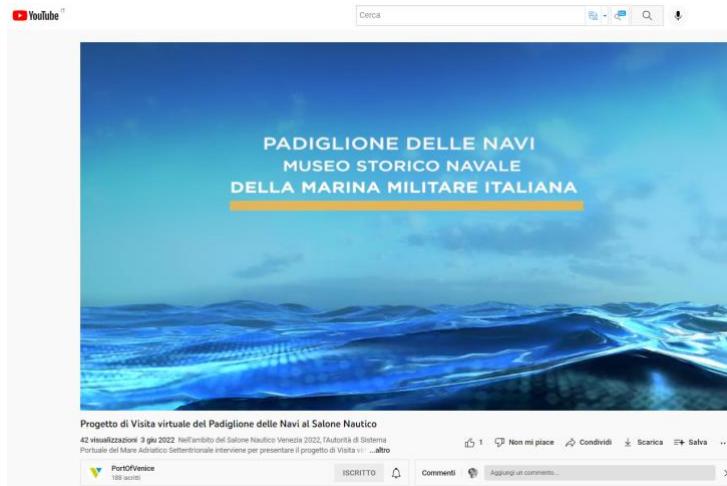 YouTube IT
Cerca
PADIGLIONE DELLE NAVI
MUSEO STORICO NAVALE
DELLA MARINA MILITARE ITALIANA
Progetto di Visita virtuale del Padiglione delle Navi al Salone Nautico
42 visualizzazioni 3 giu 2022 Nell'ambito del Salone Nautico Venezia 2022, l'Autorità di Sistema
Portuale del Mare Adriatico Settentrionale interviene per presentare il progetto di Visita ...altro
1 Non mi piace Condividi Scarica Salva ...
PortOfVenice
188 iscritti
ISCRITTO
Commenti
Aggiungi un commento...